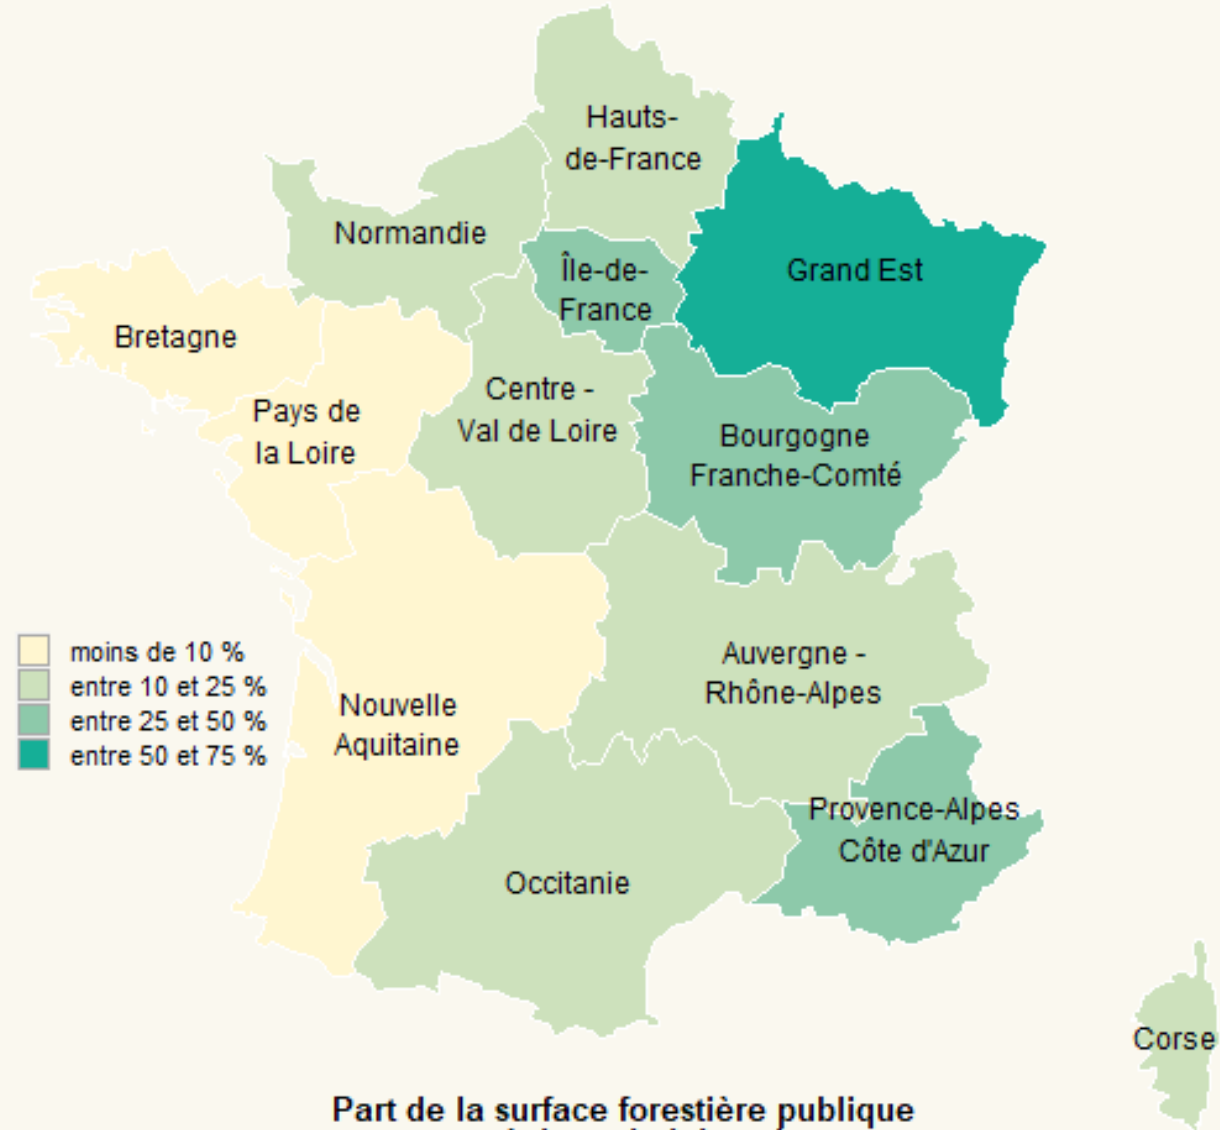 Hauts-
de-France
Normandie
Île-de-
France
Grand Est
Bretagne
Pays de
la Loire
Centre -
Val de Loire
Bourgogne
Franche-Comté
moins de 10 %
entre 10 et 25 %
entre 25 et 50 %
entre 50 et 75 %
Nouvelle
Aquitaine
Auvergne -
Rhône-Alpes
Provence-Alpes
Côte d'Azur
Occitanie
Corse
Part de la surface forestière publique